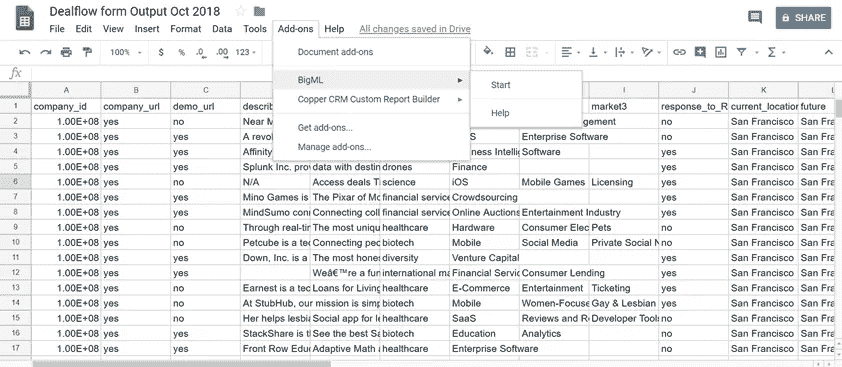 Dealflow form Output Oct 2018
File Edit View Insert Format Data Tools Add-ons Help All changes saved in Drive
SHARE
100% $ % .0 .00 123
Document add-ons
BigML
Start
Copper CRM Custom Report Builder
Help
Get add-ons...
Manage add-ons...
fx
A B C I J K L
1 company_id company_url demo_url descri market3 response_to_R current_location future
2 1.00E+08 yes no Near M gement no San Francisco San Fra
3 1.00E+08 yes yes A revol S Enterprise Software no San Francisco San Fra
4 1.00E+08 yes yes Affinity ness Intellig Software yes San Francisco San Fra
5 1.00E+08 yes yes Splunk Inc. prov data with destin drones Finance yes San Francisco San Fra
6 1.00E+08 yes no N/A Access deals T science iOS Mobile Games Licensing yes San Francisco San Fra
7 1.00E+08 yes yes Mino Games is The Pixar of Mo financial service Crowdsourcing yes San Francisco San Fra
8 1.00E+08 yes yes MindSumo conn Connecting coll financial service Online Auctions Entertainment Industry yes San Francisco San Fra
9 1.00E+08 yes no Through real-tim The most unique healthcare Hardware Consumer Elec Pets no San Francisco San Fra
10 1.00E+08 yes no Petcube is a tec Connecting peo biotech Mobile Social Media Private Social N no San Francisco San Fra
11 1.00E+08 yes yes Down, Inc. is a The most hones diversity Venture Capital yes San Francisco San Fra
12 1.00E+08 yes yes Weâ€™re a fun international ma Financial Servic Consumer Lending yes San Francisco San Fra
13 1.00E+08 yes no Earnest is a tec Loans for Living healthcare E-Commerce Entertainment Ticketing yes San Francisco San Fra
14 1.00E+08 yes no At StubHub, our mission is simp biotech Mobile Women-Focuse Gay & Lesbian yes San Francisco San Fra
15 1.00E+08 yes no Her helps lesbia Social app for le healthcare SaaS Reviews and Re Developer Tools no San Francisco San Fra
16 1.00E+08 yes yes StackShare is t See the best Sa biotech Education Analytics no San Francisco San Fra
17 1.00E+08 yes yes Front Row Educ Adaptive Math a healthcare Enterprise Software no San Francisco San Fra